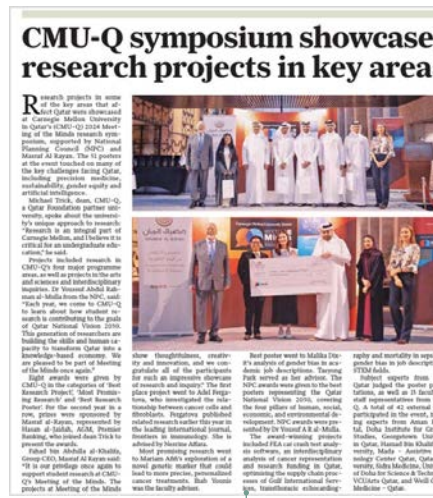 CMU-Q symposium showcase
research projects in key area
Research projects in some
of the key areas that af-
fect Qatar were showcased
at Carnegie Mellon University
in Qatar's (CMU-Q) 2024 Meet-
ing of the Minds research sym-
posium, supported by National
Planning Council (NPC) and
Masraf Al Rayan. The 51 posters
at the event touched on many of
the key challenges facing Qatar,
including precision medicine,
sustainability, gender equity and
artificial intelligence.
Michael Trick, dean, CMU-Q,
a Qatar Foundation partner uni-
versity, spoke about the universi-
ty's unique approach to research:
"Research is an integral part of
Carnegie Mellon, and I believe it is
critical for an undergraduate edu-
cation," he said.
Projects included research in
CMU-Q's four major programme
areas, as well as projects in the arts
and sciences and interdisciplinary
inquiries. Dr Yousouf Abdul Rah-
man al-Mulla from the NPC, said:
"Each year, we come to CMU-Q
to learn about how student re-
search is contributing to the goals
of Qatar National Vision 2030.
This generation of researchers are
building the skills and human ca-
pacity to transform Qatar into a
knowledge-based economy. We
are pleased to be part of Meeting
of the Minds once again."
Eight awards were given by
CMU-Q in the categories of 'Best
Research Project,' 'Most Promis-
ing Research' and 'Best Research
Poster.' For the second year in a
row, prizes were sponsored by
Masraf al-Rayan, represented by
Hasan al-, AGM, Premier
Banking, who joined dean Trick to
present the awards.
Fahad bin Abdulla al-Khalifa,
Group CEO, Masraf Al Rayan said:
"It is our privilege once again to
support student research at CMU-
Q's Meeting of the Minds. The
projects at Meeting of the Minds
show thoughtfulness, creativ-
ity and innovation, and we con-
gratulate all of the participants
for such an impressive showcase
of research and inquiry." The first
place project went to Adel Ferga-
tova, who investigated the rela-
tionship between cancer cells and
fibroblasts. Fergatova published
related research earlier this year in
the leading international journal,
Frontiers in Immunology. She is
advised by Nesrine Affara.
Most promising research went
to Mariam Afifi's exploration of a
novel genetic marker that could
lead to more precise, personalized
cancer treatments. Ihab Younis
was the faculty advisor.
Best poster went to Malika
's analysis of gender bias in aca-
demic job descriptions. Taeyong
Park served as her advisor. The
NPC awards were given to the best
posters representing the Qatar
National Vision 2030, covering
the four pillars of human, social,
economic, and environmental de-
velopment. NPC awards were pre-
sented by Dr Yousuf A R al-Mulla.
The award-winning projects
included FEA car crash test analy-
sis software, an interdisciplinary
analysis of cancer representation
and research funding in Qatar,
optimising the supply chain proc-
esses of Gulf International Serv-
ices, transthoracic echocardiog-
raphy and mortality in seps
gender bias in job descript
STEM fields.
Subject experts from
Qatar judged the poster p
tations, as well as
staff representatives from
Q. A total of 42 external
participated in the event,
ing experts from Aman
tal, Doha Institute for Gr
Studies, Georgetown Uni
in Qatar, Hamad Bin Khalif
versity, Mada - Assistive
nology Center Qatar, Qata
versity, Sidra Medicine, Uni
of Doha for Science & Tech
VCUarts Qatar, and Weill C
Medicine - Qatar.